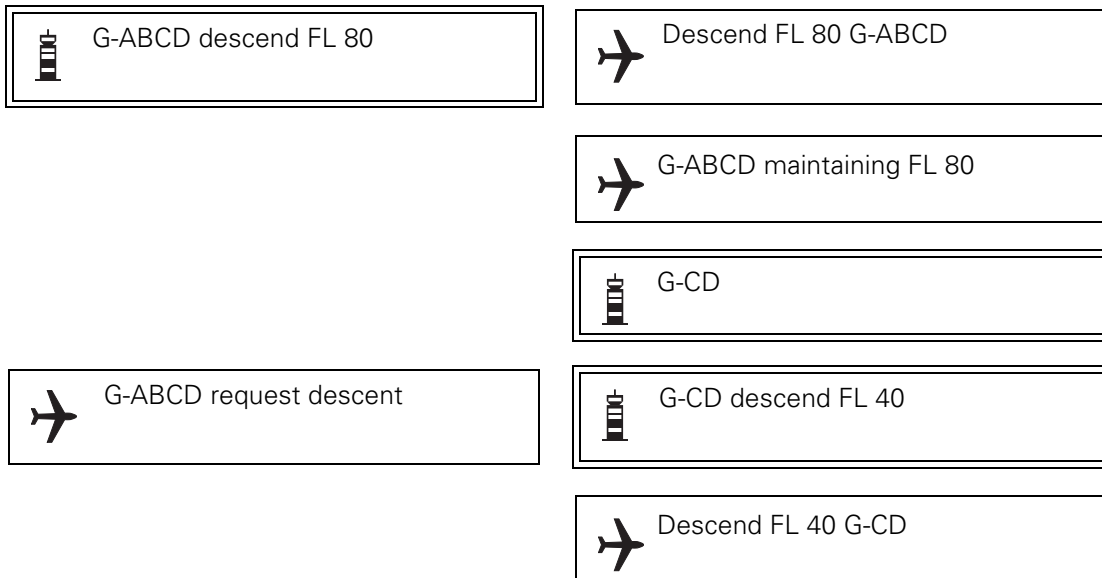 G-ABCD descend FL 80
Descend FL 80 G-ABCD
G-ABCD maintaining FL 80
G-CD
G-ABCD request descent
G-CD descend FL 40
Descend FL 40 G-CD